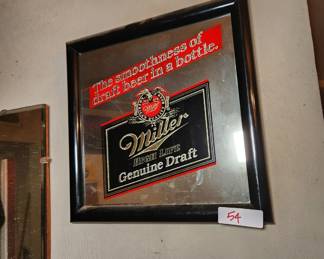 The smoothness of
draft beer in a bottle.
Miller
HIGH LIFE
Genuine Draft
54